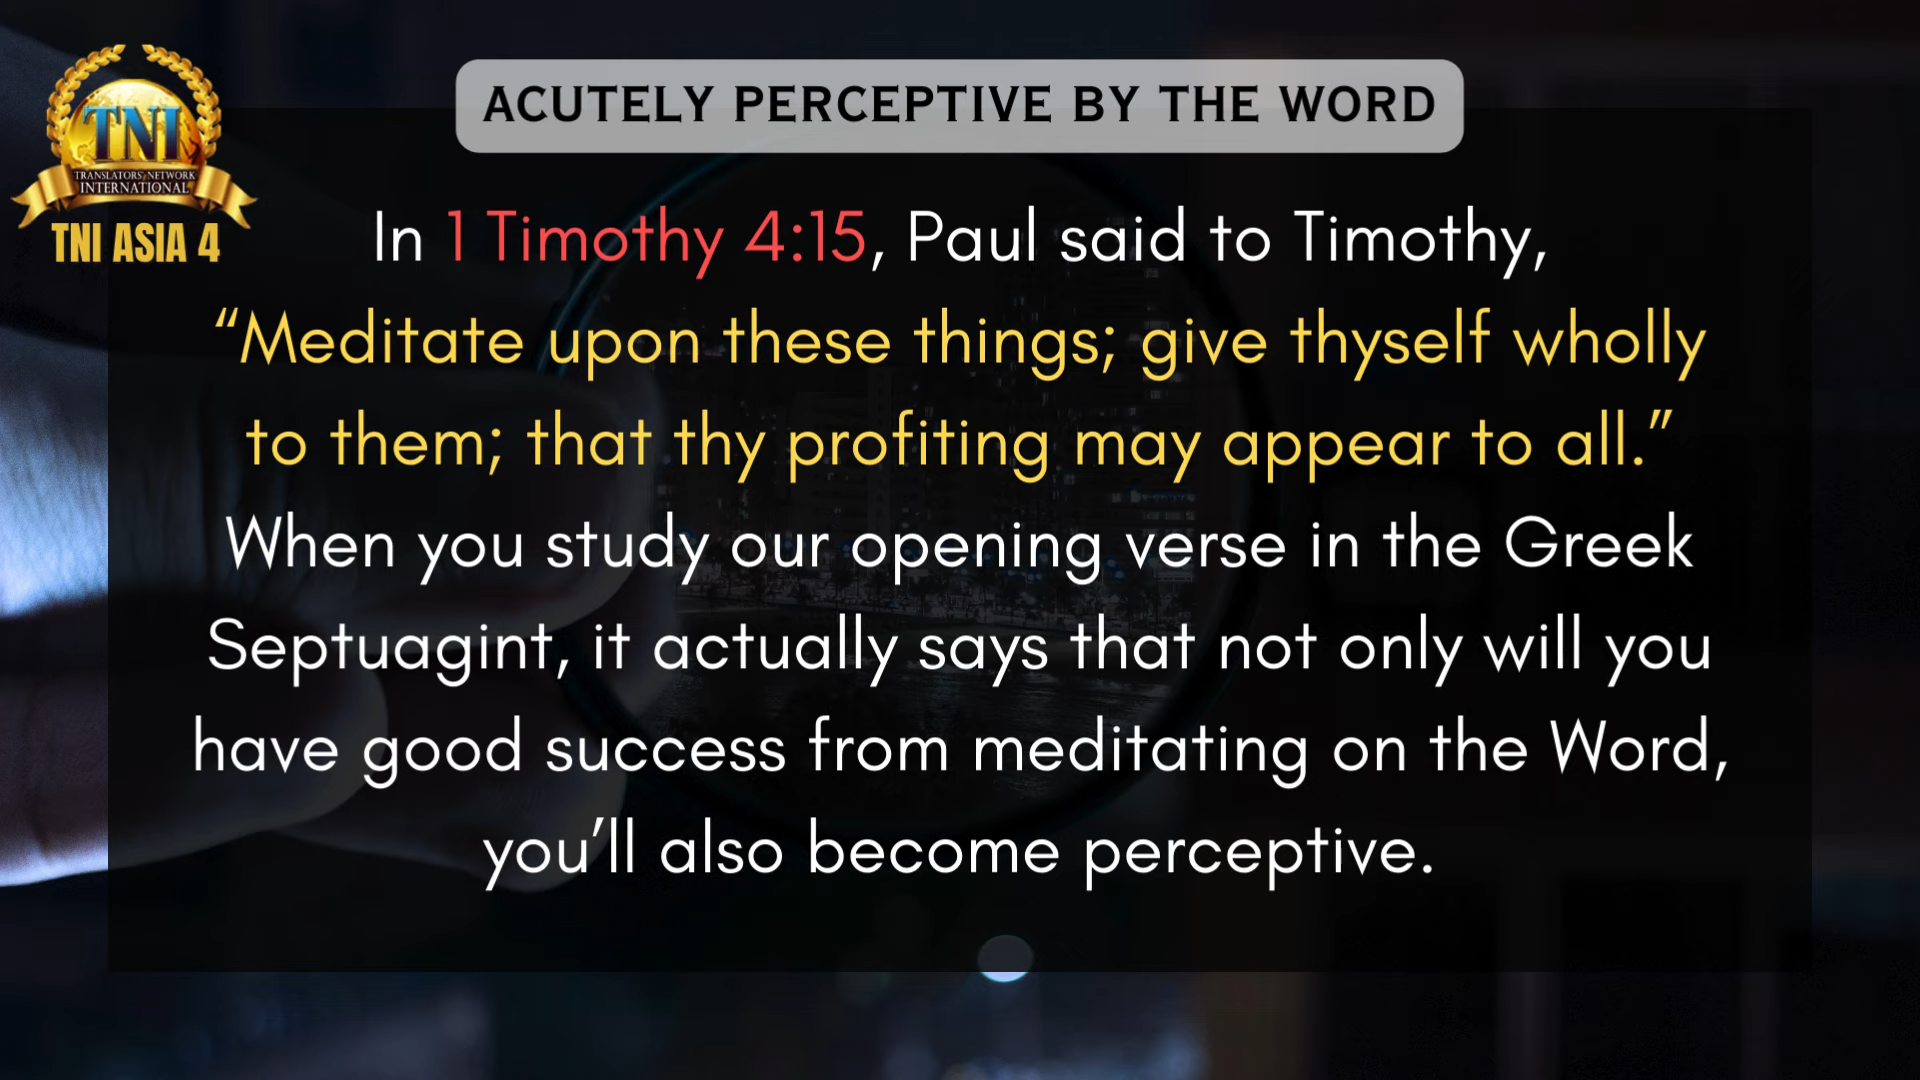 TNI
TRANSLATORS' NETWORK
INTERNATIONAL
TNI ASIA 4
ACUTELY PERCEPTIVE BY THE WORD
In 1 Timothy 4:15, Paul said to Timothy,
“Meditate upon these things; give thyself wholly
to them; that thy profiting may appear to all.”
When you study our opening verse in the Greek
Septuagint, it actually says that not only will you
have good success from meditating on the Word,
you’ll also become perceptive.